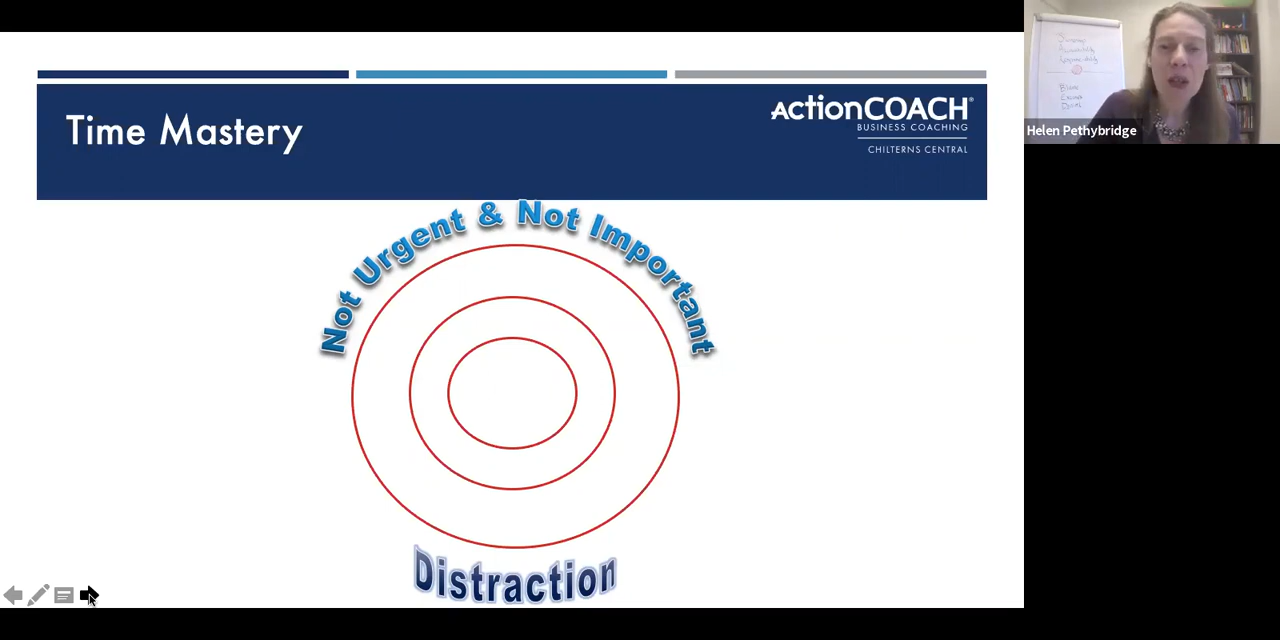 Time Mastery
ActionCOACH®
BUSINESS COACHING
CHILTERNS CENTRAL
Not Urgent & Not Important
Distraction
Helen Pethybridge